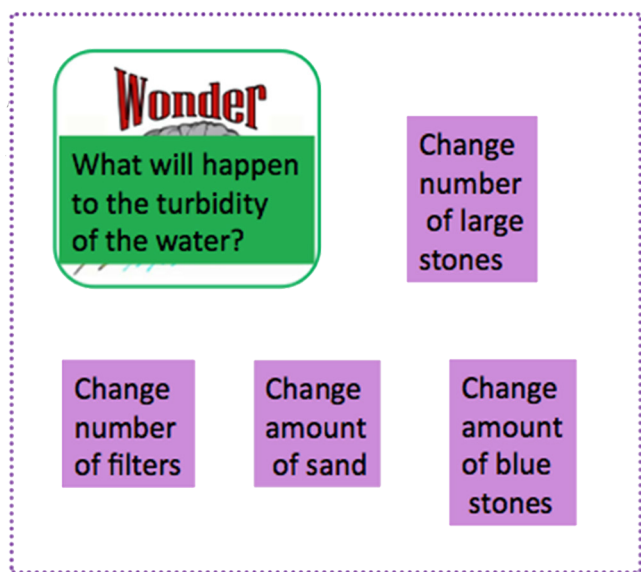 Wonder
What will happen
to the turbidity
of the water?
Change
number
of large
stones
Change
number
of filters
Change
amount
of sand
Change
amount
of blue
stones